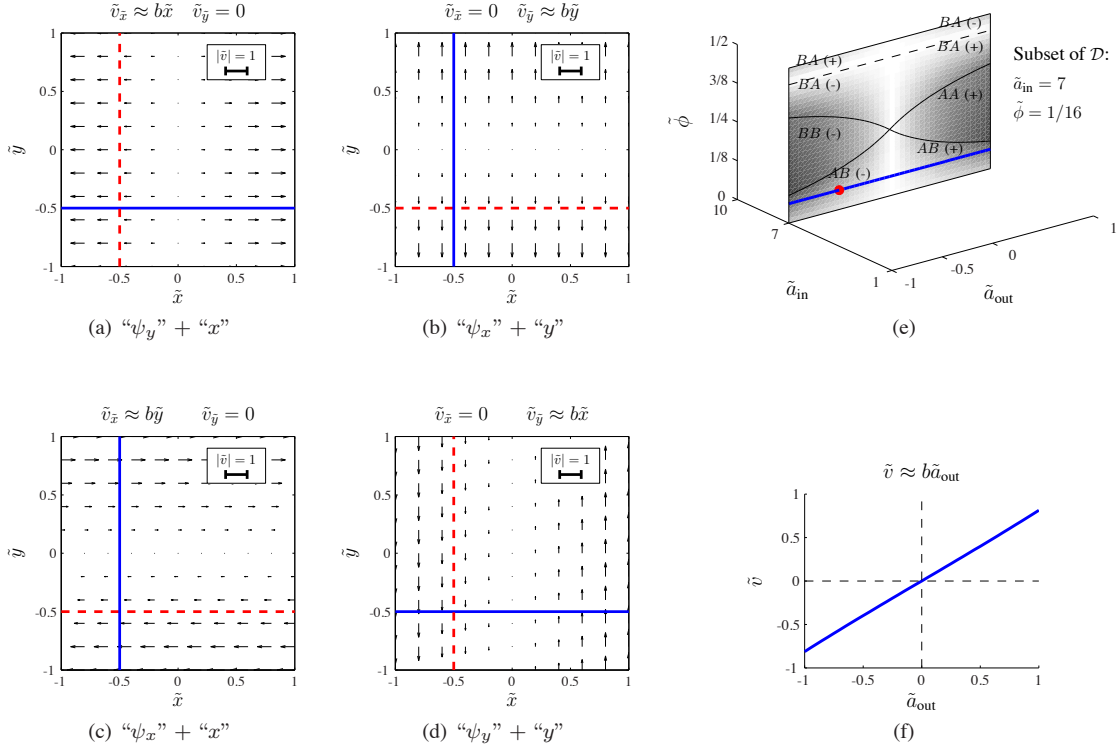 ṽ_x̃ ≈ bx̃ ṽ_ỹ = 0
|ṽ| = 1
1
0.5
0
-0.5
-1
ỹ
-1 -0.5 0 0.5 1
x̃
(a) “ψ_y” + “x”
ṽ_x̃ = 0 ṽ_ỹ ≈ bỹ
|ṽ| = 1
1
0.5
0
-0.5
-1
ỹ
-1 -0.5 0 0.5 1
x̃
(b) “ψ_x” + “y”
BA (-)
BA (+)
BA (+)
BA (-)
AA (+)
BB (-)
AB (+)
AB (-)
1/2
3/8
1/4
1/8
0
ϕ̃
10
7
1
ã_in
-1 -0.5 0 1
ã_out
Subset of 𝒟:
ã_in = 7
ϕ̃ = 1/16
(e)
ṽ_x̃ ≈ bỹ ṽ_ỹ = 0
|ṽ| = 1
1
0.5
0
-0.5
-1
ỹ
-1 -0.5 0 0.5 1
x̃
(c) “ψ_x” + “x”
ṽ_x̃ = 0 ṽ_ỹ ≈ bx̃
|ṽ| = 1
1
0.5
0
-0.5
-1
ỹ
-1 -0.5 0 0.5 1
x̃
(d) “ψ_y” + “y”
ṽ ≈ bã_out
1
0.5
0
-0.5
-1
ṽ
-1 -0.5 0 0.5 1
ã_out
(f)